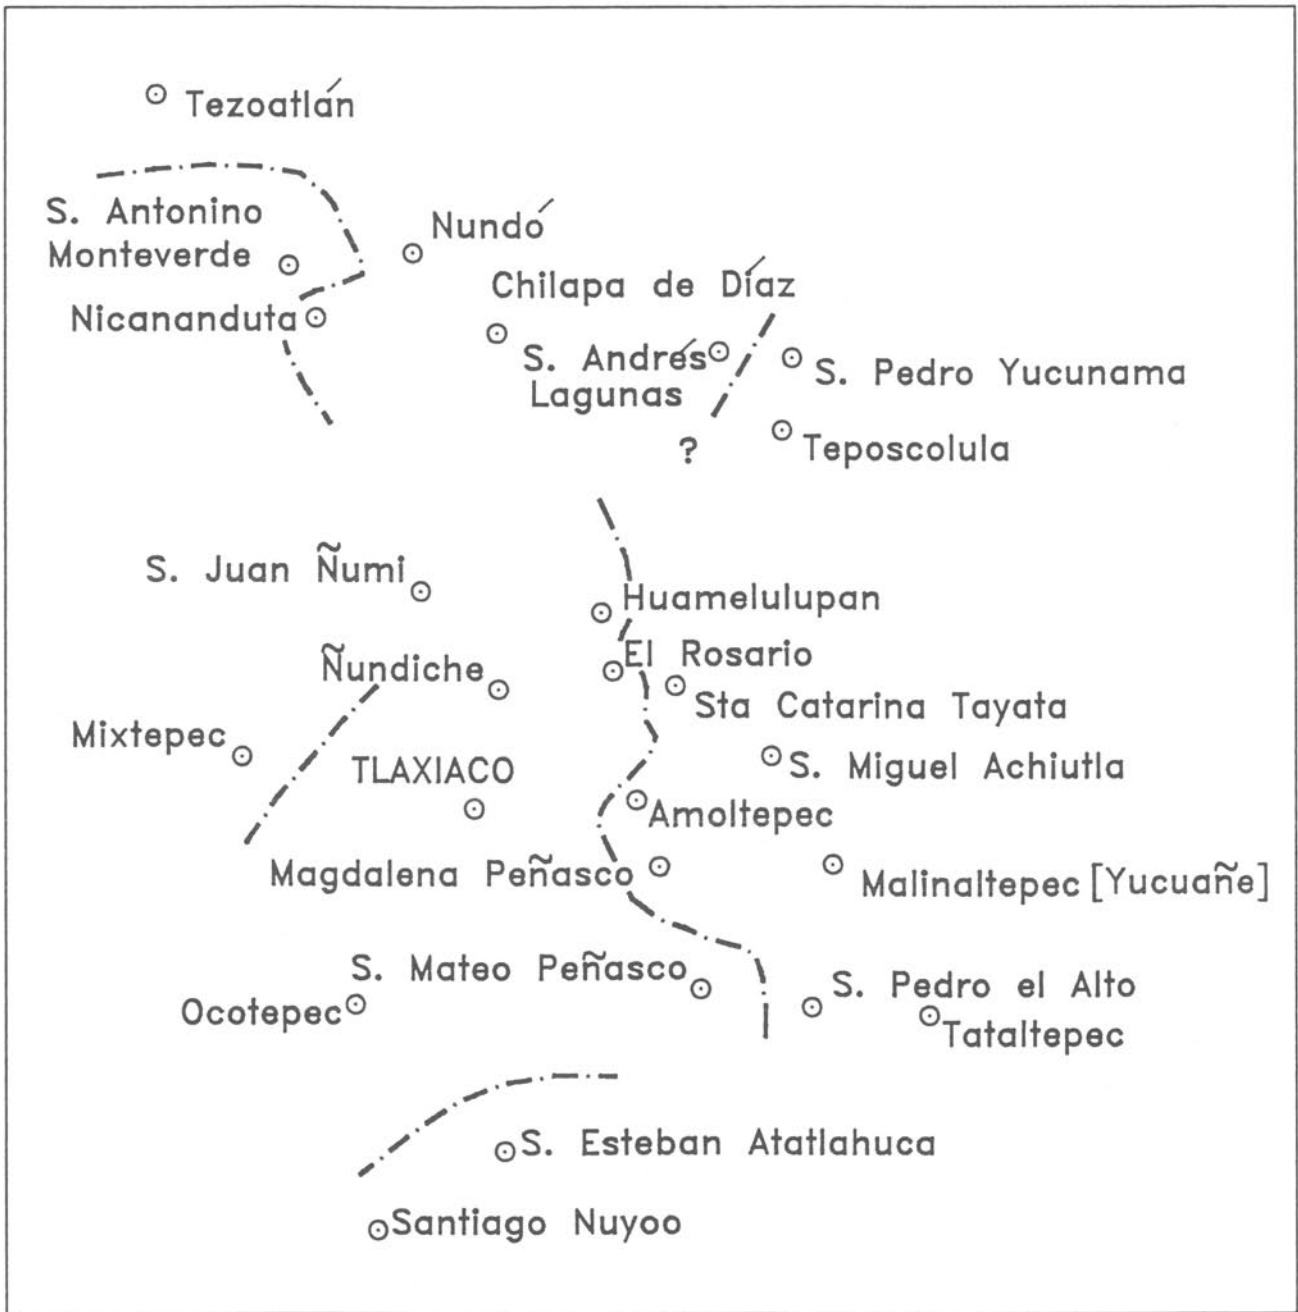 Tezoatlán
S. Antonino
Monteverde
Nundó
Nicananduta
Chilapa de Díaz
S. Andrés
Lagunas
S. Pedro Yucunama
Teposcolula
?
S. Juan Ñumi
Huamelulupan
Ñundiche
El Rosario
Sta Catarina Tayata
Mixtepec
TLAXIACO
S. Miguel Achiutla
Amoltepec
Magdalena Peñasco
Malinaltepec [Yucuañe]
S. Mateo Peñasco
Ocotepec
S. Pedro el Alto
Tataltepec
S. Esteban Atatlahuca
Santiago Nuyoo